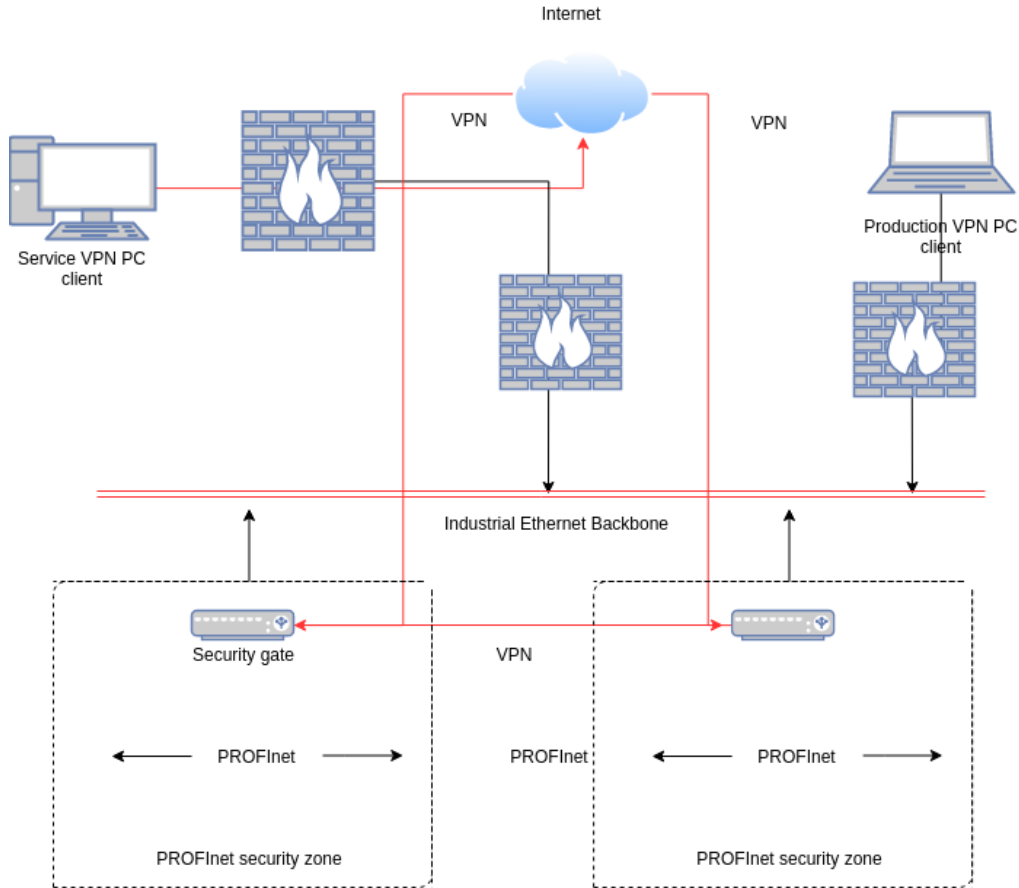 Internet
VPN
VPN
Service VPN PC
client
Production VPN PC
client
Industrial Ethernet Backbone
Security gate
VPN
PROFInet
PROFInet
PROFInet
PROFInet security zone
PROFInet security zone